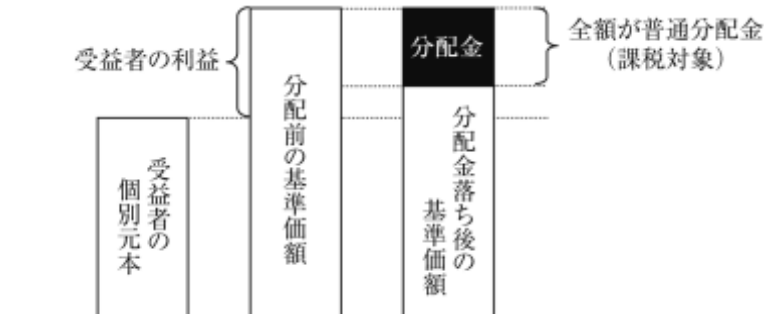 受益者の利益
分配金
全額が普通分配金
（課税対象）
受益者の
個別元本
分配前の基準価額
分配金落ち後の
基準価額